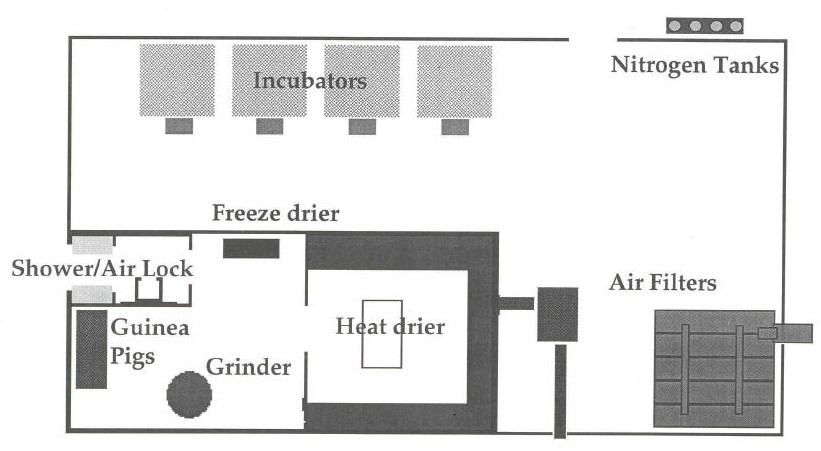 Nitrogen Tanks
Incubators
Freeze drier
Shower/Air Lock
Air Filters
Guinea
Pigs
Heat drier
Grinder